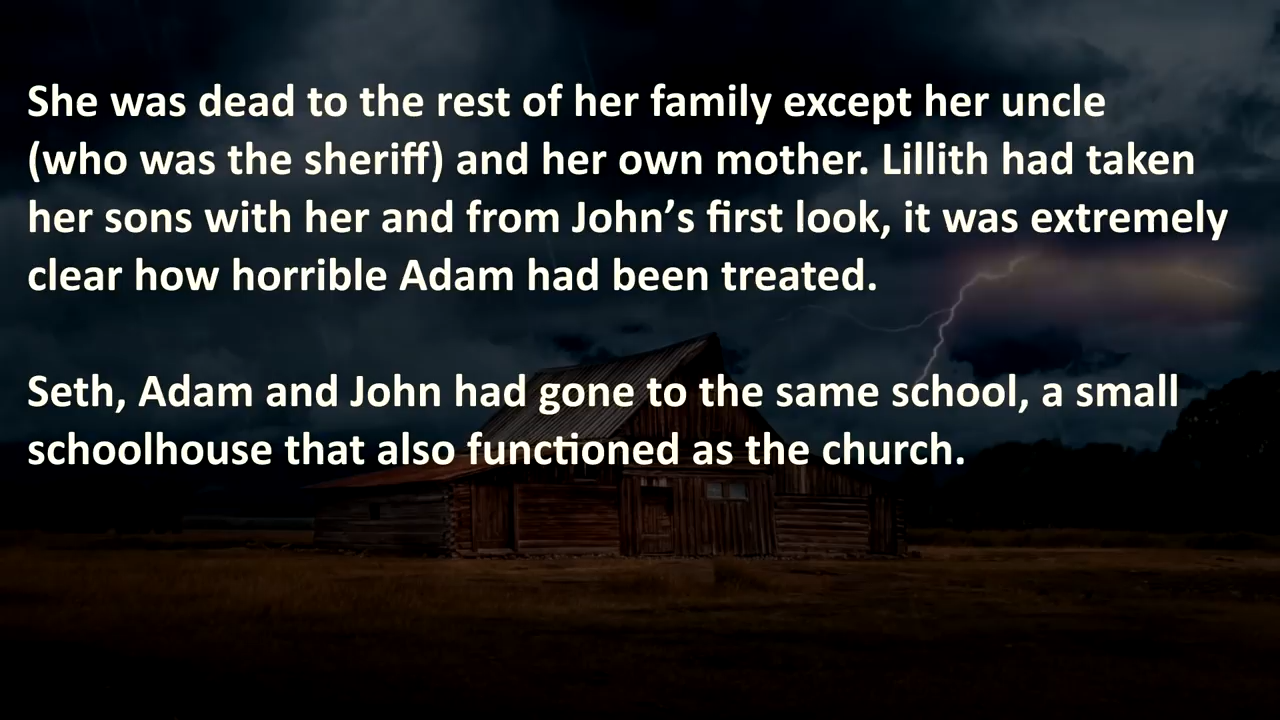 She was dead to the rest of her family except her uncle
(who was the sheriff) and her own mother. Lillith had taken
her sons with her and from John’s first look, it was extremely
clear how horrible Adam had been treated.
Seth, Adam and John had gone to the same school, a small
schoolhouse that also functioned as the church.